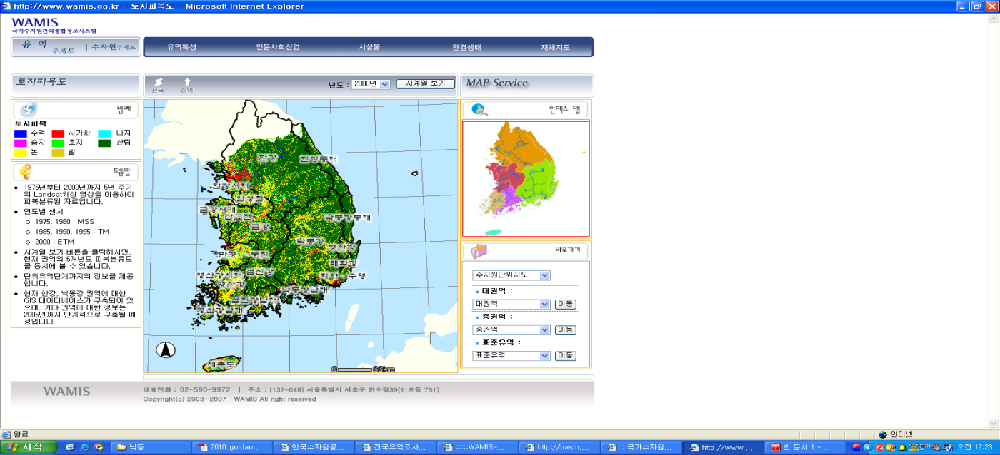 http://www.wamis.go.kr - 토지피복도 - Microsoft Internet Explorer
WAMIS
국가수자원관리종합정보시스템
유 역 주제도 | 수자원주제도
유역특성 인문사회산업 시설물 환경생태 재해지도
토지피복도
전국 상위
년도 : 2000년 시계열 보기
MAP Service
범례
토지피복
수역 시가화 나지
습지 초지 산림
논 밭
도움말
1975년부터 2000년까지 5년 주기
의 Landsat위성 영상을 이용하여
피복분류된 자료입니다.
연도별 센서
1975, 1980 : MSS
1985, 1990, 1995 : TM
2000 : ETM
시계열 보기 버튼을 클릭하시면,
현재 권역의 6개년도 피복분류도
를 동시에 볼 수 있습니다.
단위유역단계까지의 정보를 제공
합니다.
현재 한강, 낙동강 권역에 대한
GIS 데이터베이스가 구축되어 있
으며, 기타 권역에 대한 정보는
2005년까지 단계적으로 구축될 예
정입니다.
한강
한강동해
한강서해
안성천
금강서해
삽교천
금강
낙동강동해
낙동강
형산강
만경 동진
태화강
영산강서해
섬진강
회야 수영
영산강
낙동강남해
섬진강남해
영산강남해
제주도
0 66km
인덱스 맵
바로가기
수자원단위지도
대권역 :
대권역 이동
중권역 :
중권역 이동
표준유역 :
표준유역 이동
WAMIS
대표전화 : 02-590-9972 | 주소 : (137-049) 서울특별시 서초구 한수길39(반포동 751)
Copyright(c) 2003~2007 WAMIS All right reserved
완료 인터넷
시작 낙동 2010_guidan,... 한국수자원공... 전국유역조사... :::::WAMIS-... http://basin.... :::국가수자원... http://www.... 빈 문서 1 - ... 오전 12:23